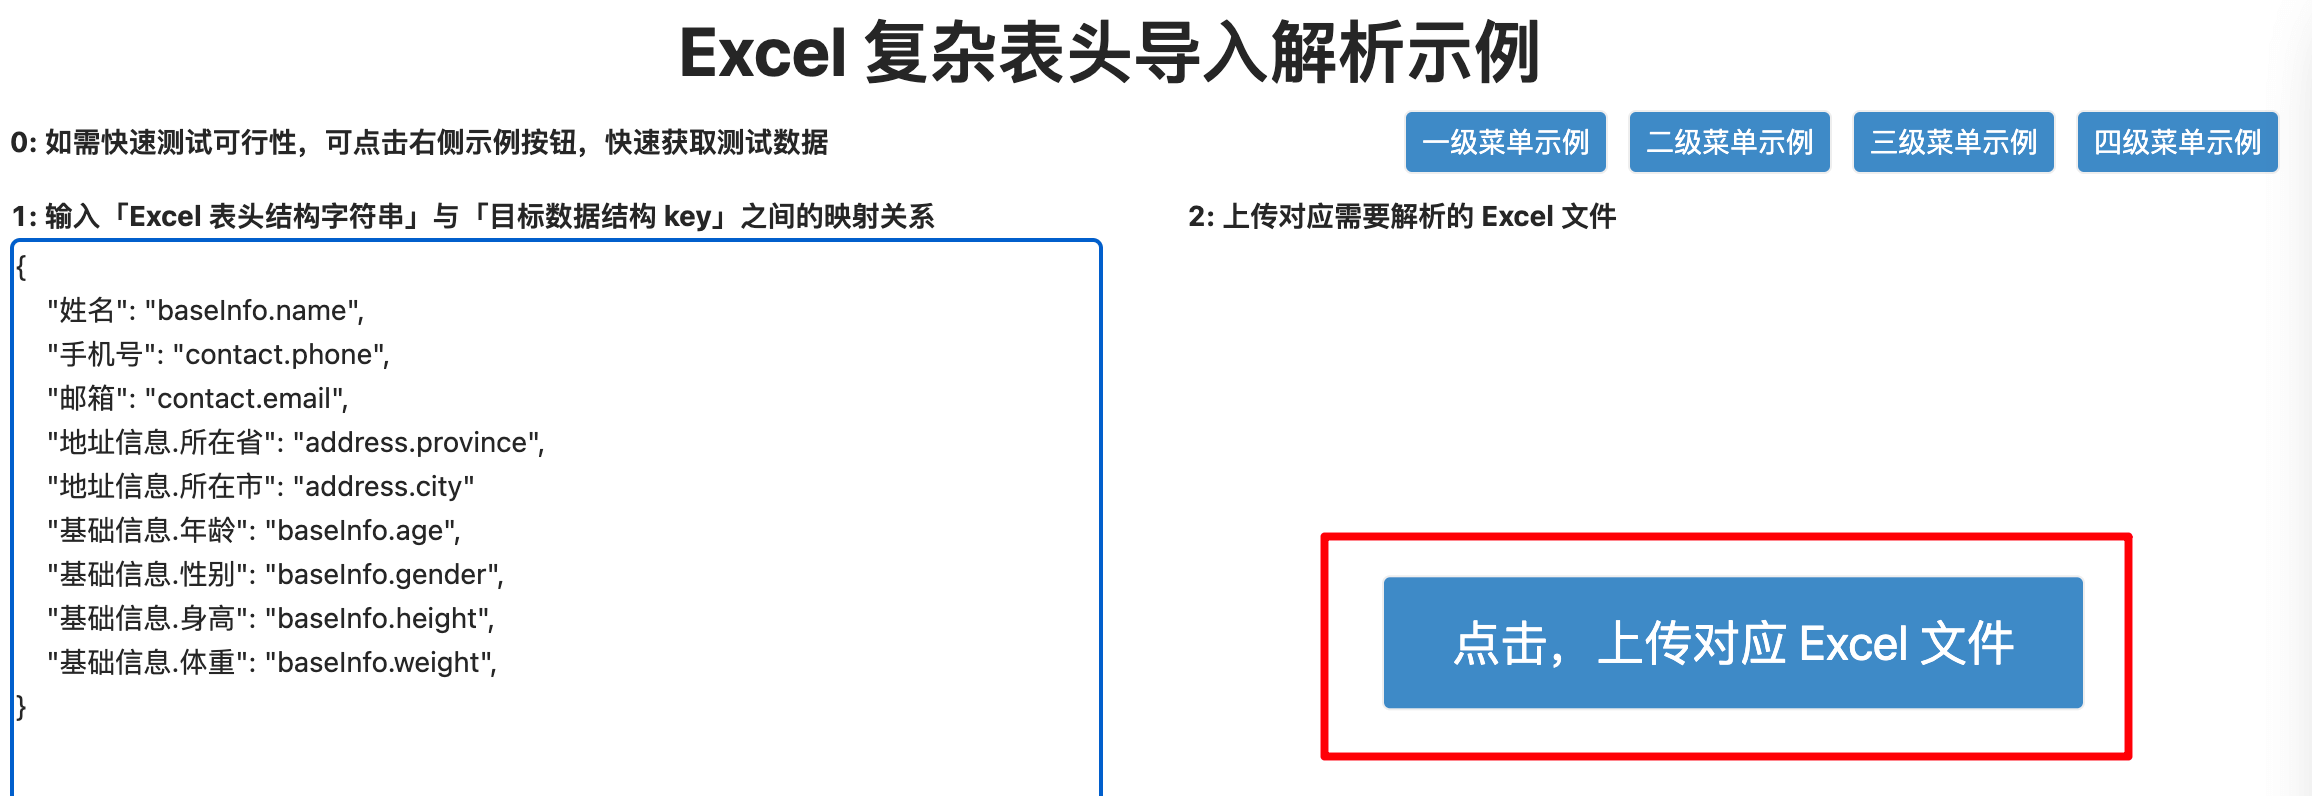 Excel 复杂表头导入解析示例
0: 如需快速测试可行性，可点击右侧示例按钮，快速获取测试数据
一级菜单示例
二级菜单示例
三级菜单示例
四级菜单示例
1: 输入「Excel 表头结构字符串」与「目标数据结构 key」之间的映射关系
{
"姓名": "baseInfo.name",
"手机号": "contact.phone",
"邮箱": "contact.email",
"地址信息.所在省": "address.province",
"地址信息.所在市": "address.city"
"基础信息.年龄": "baseInfo.age",
"基础信息.性别": "baseInfo.gender",
"基础信息.身高": "baseInfo.height",
"基础信息.体重": "baseInfo.weight",
}
2: 上传对应需要解析的 Excel 文件
点击，上传对应 Excel 文件